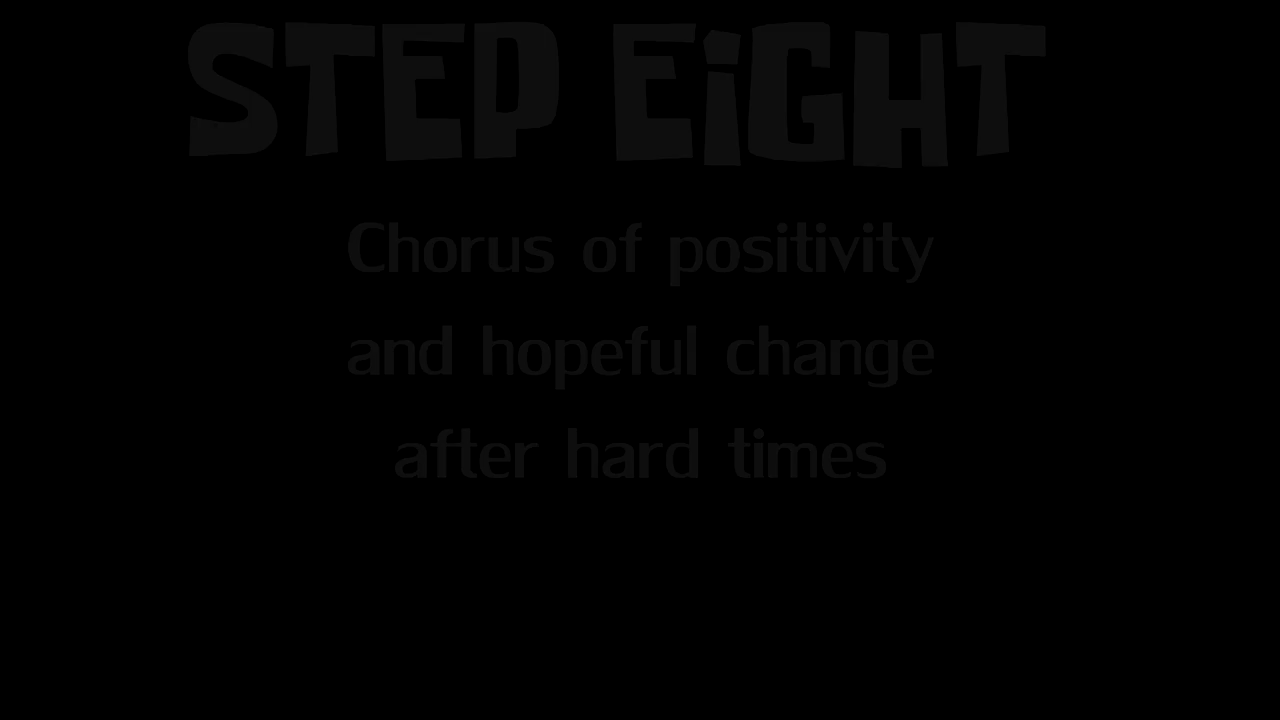 STEP EiGHT
Chorus of positivity
and hopeful change
after hard times